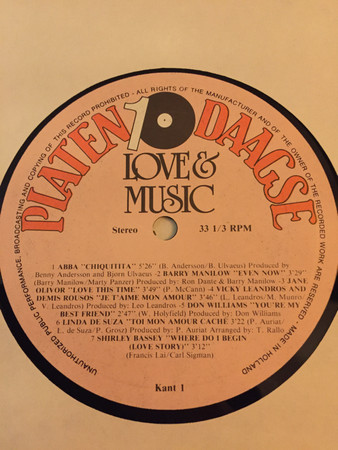 UNAUTHORIZED PUBLIC PERFORMANCE, BROADCASTING AND COPYING OF THIS RECORD PROHIBITED - ALL RIGHTS OF THE MANUFACTURER AND OF THE OWNER OF THE RECORDED WORK ARE RESERVED - MADE IN HOLLAND
PLATEN 10 DAAGSE
LOVE &
MUSIC
Stereo 33 1/3 RPM
1 ABBA "CHIQUITITA" 5'26" (B. Andersson/B. Ulvaeus) Produced by
Benny Andersson and Björn Ulvaeus -2 BARRY MANILOW "EVEN NOW" 3'29"
(Barry Manilow/Marty Panzer) Produced by: Ron Dante & Barry Manilow -3 JANE
OLIVOR "LOVE THIS TIME" 3'49" (P. McCann) -4 VICKY LEANDROS AND
DEMIS ROUSOS "JE T'AIME MON AMOUR" 3'46" (L. Leandros/M. Munro/
V. Leandros) Produced by: Leo Leandros -5 DON WILLIAMS "YOU'RE MY
BEST FRIEND" 2'47" (W. Holyfield) Produced by: Don Williams
6 LINDA DE SUZA "TOI MON AMOUR CACHÉ 3'22 (P. Auriat/
L. de Suza/P. Grosz) Produced by: P. Auriat Arranged by: T. Rallo
7 SHIRLEY BASSEY "WHERE DO I BEGIN
(LOVE STORY)" 3'12"
(Francis Lai/Carl Sigman)
Kant 1